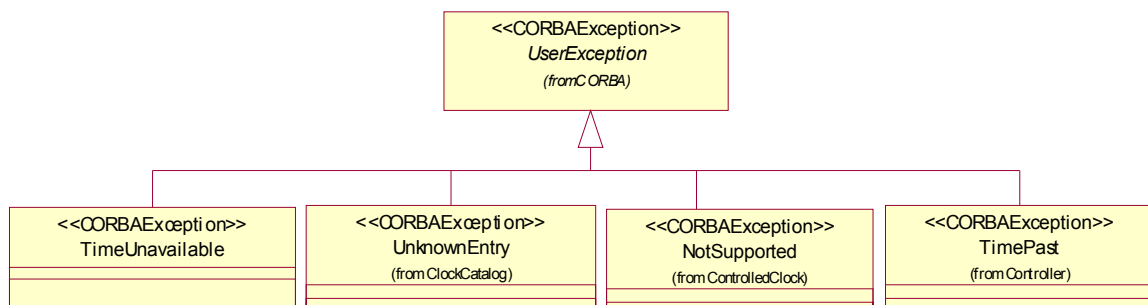 <<CORBAException>>
UserException
(fromCORBA)
<<CORBAException>>
TimeUnavailable
<<CORBAException>>
UnknownEntry
(from ClockCatalog)
<<CORBAException>>
NotSupported
(from ControlledClock)
<<CORBAException>>
TimePast
(from Controller)